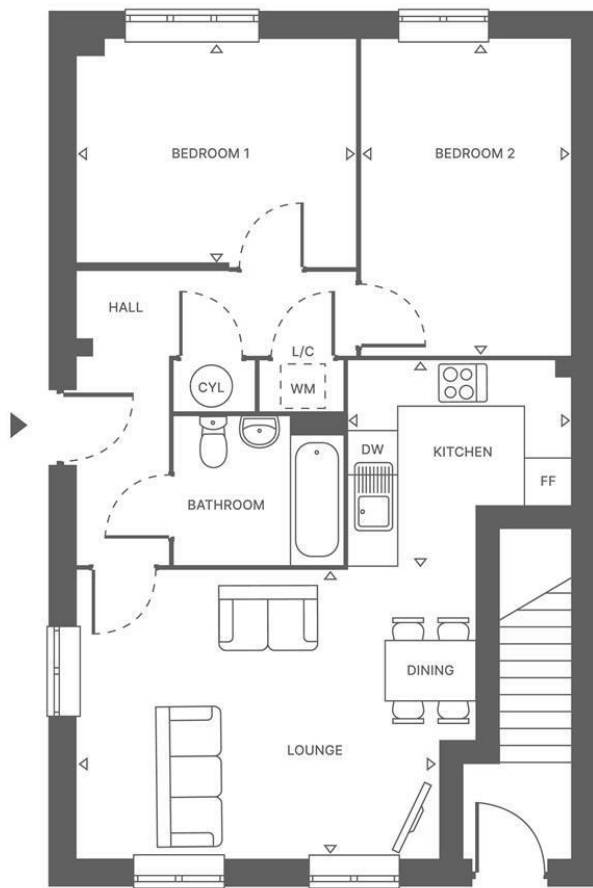 BEDROOM 1
BEDROOM 2
HALL
L/C
CYL
WM
DW
KITCHEN
FF
BATHROOM
DINING
LOUNGE